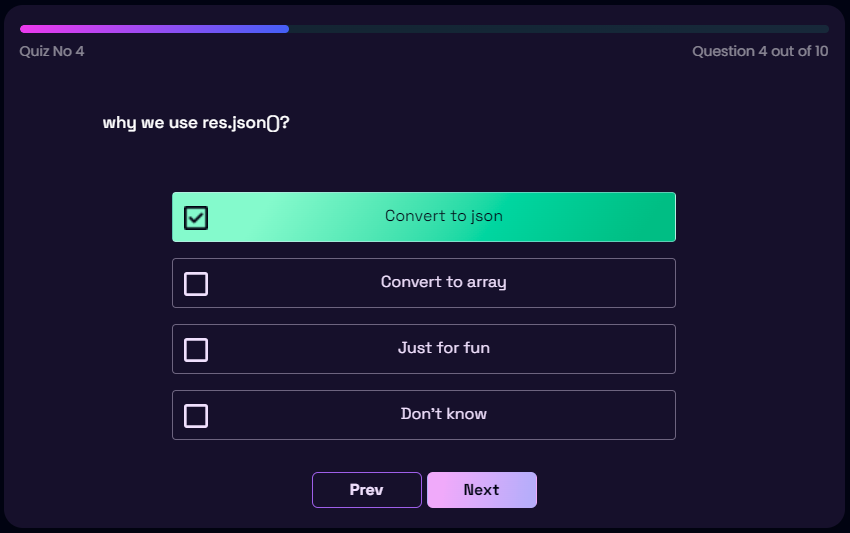 Quiz No 4
Question 4 out of 10
why we use res.json()?
Convert to json
Convert to array
Just for fun
Don't know
Prev
Next